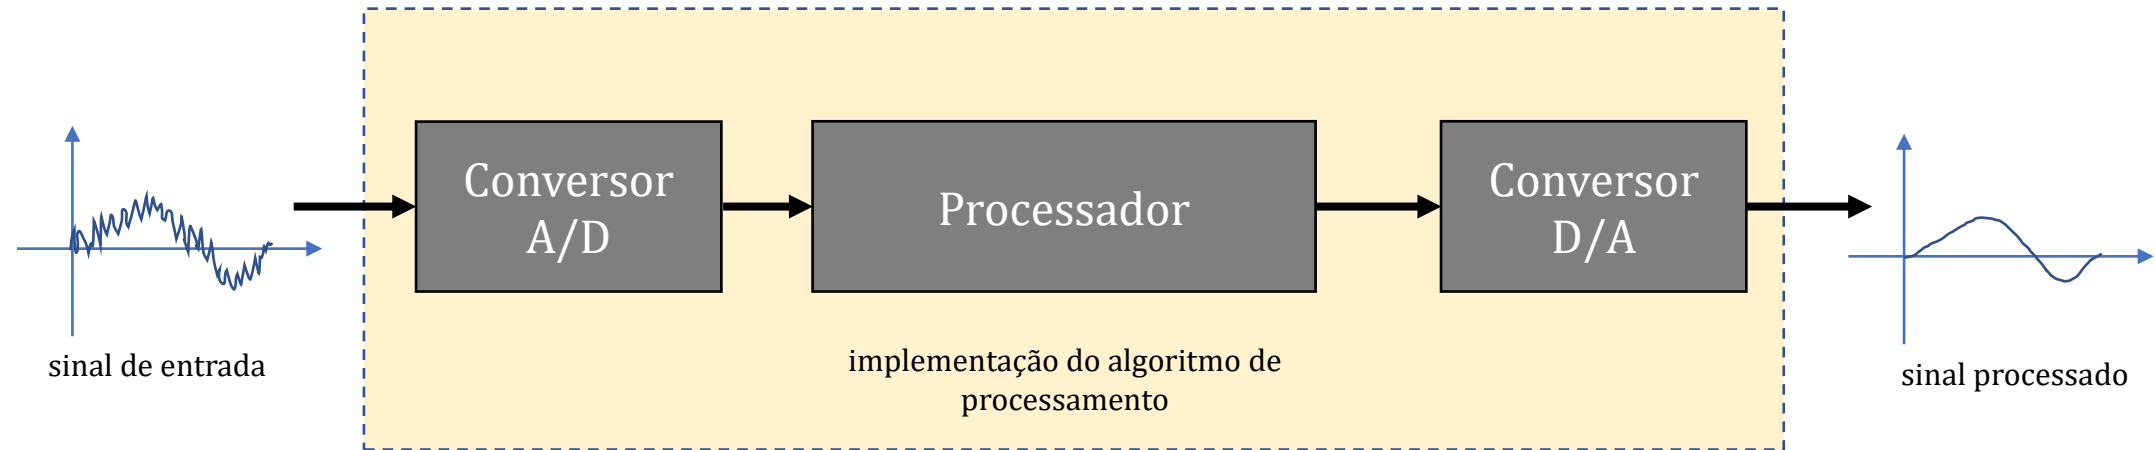 sinal de entrada
Conversor
A/D
Processador
implementação do algoritmo de
processamento
Conversor
D/A
sinal processado